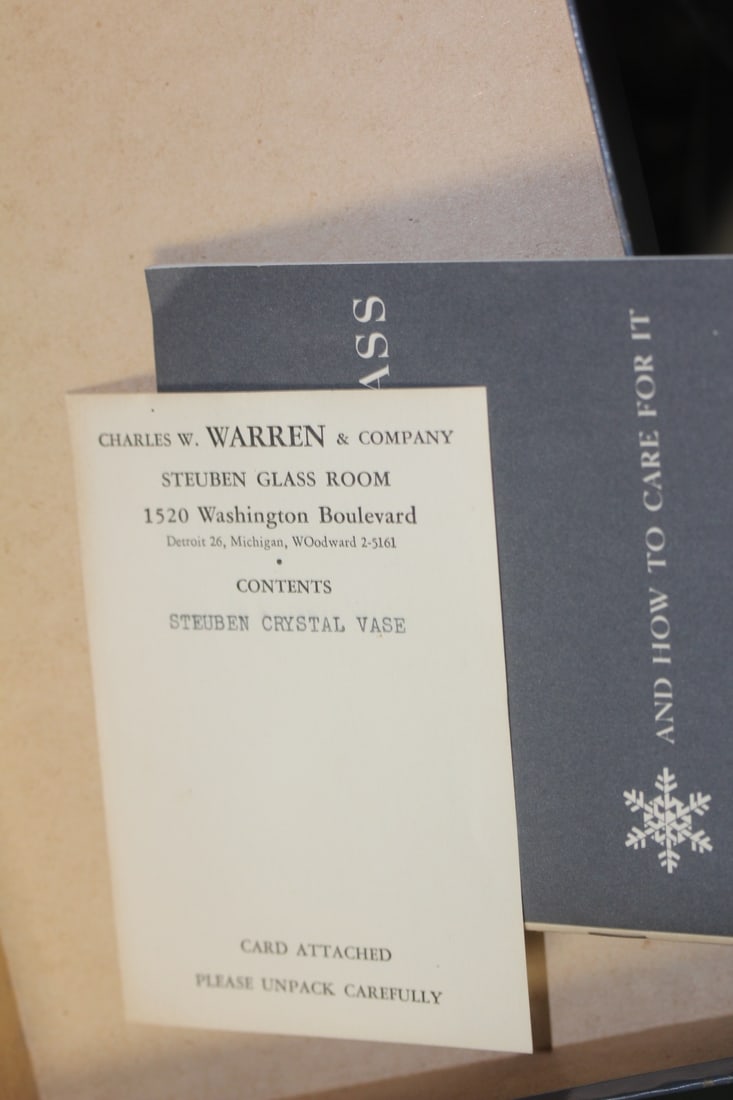 CHARLES W. WARREN & COMPANY
STEUBEN GLASS ROOM
1520 Washington Boulevard
Detroit 26, Michigan, WOodward 2-5161
•
CONTENTS
STEUBEN CRYSTAL VASE
CARD ATTACHED
PLEASE UNPACK CAREFULLY
ASS
AND HOW TO CARE FOR IT